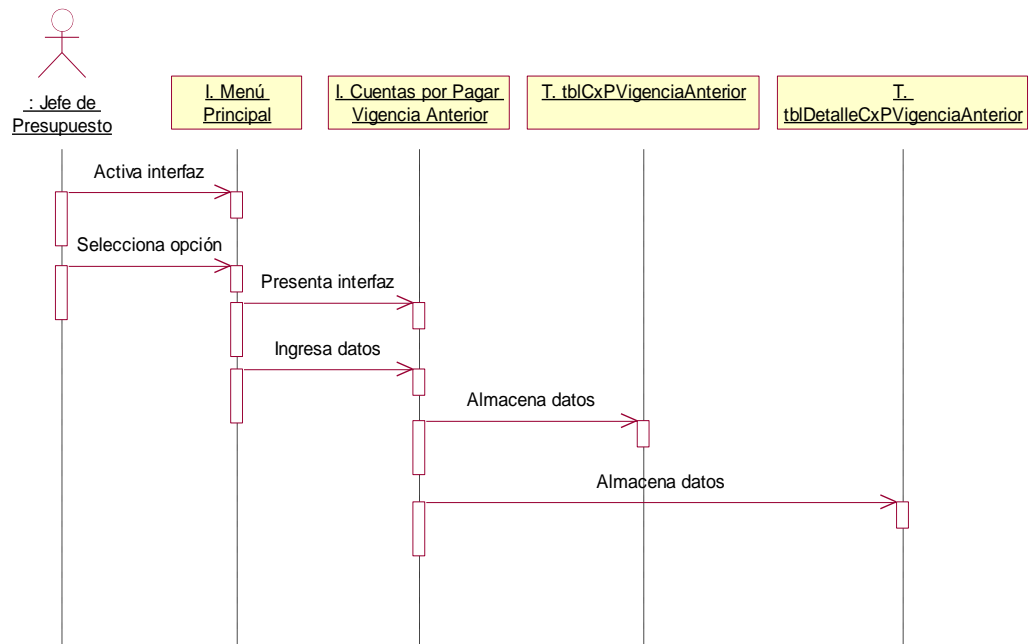 : Jefe de
Presupuesto
I. Menú
Principal
I. Cuentas por Pagar
Vigencia Anterior
T. tblCxPVigenciaAnterior
T.
tblDetalleCxPVigenciaAnterior
Activa interfaz
Selecciona opción
Presenta interfaz
Ingresa datos
Almacena datos
Almacena datos